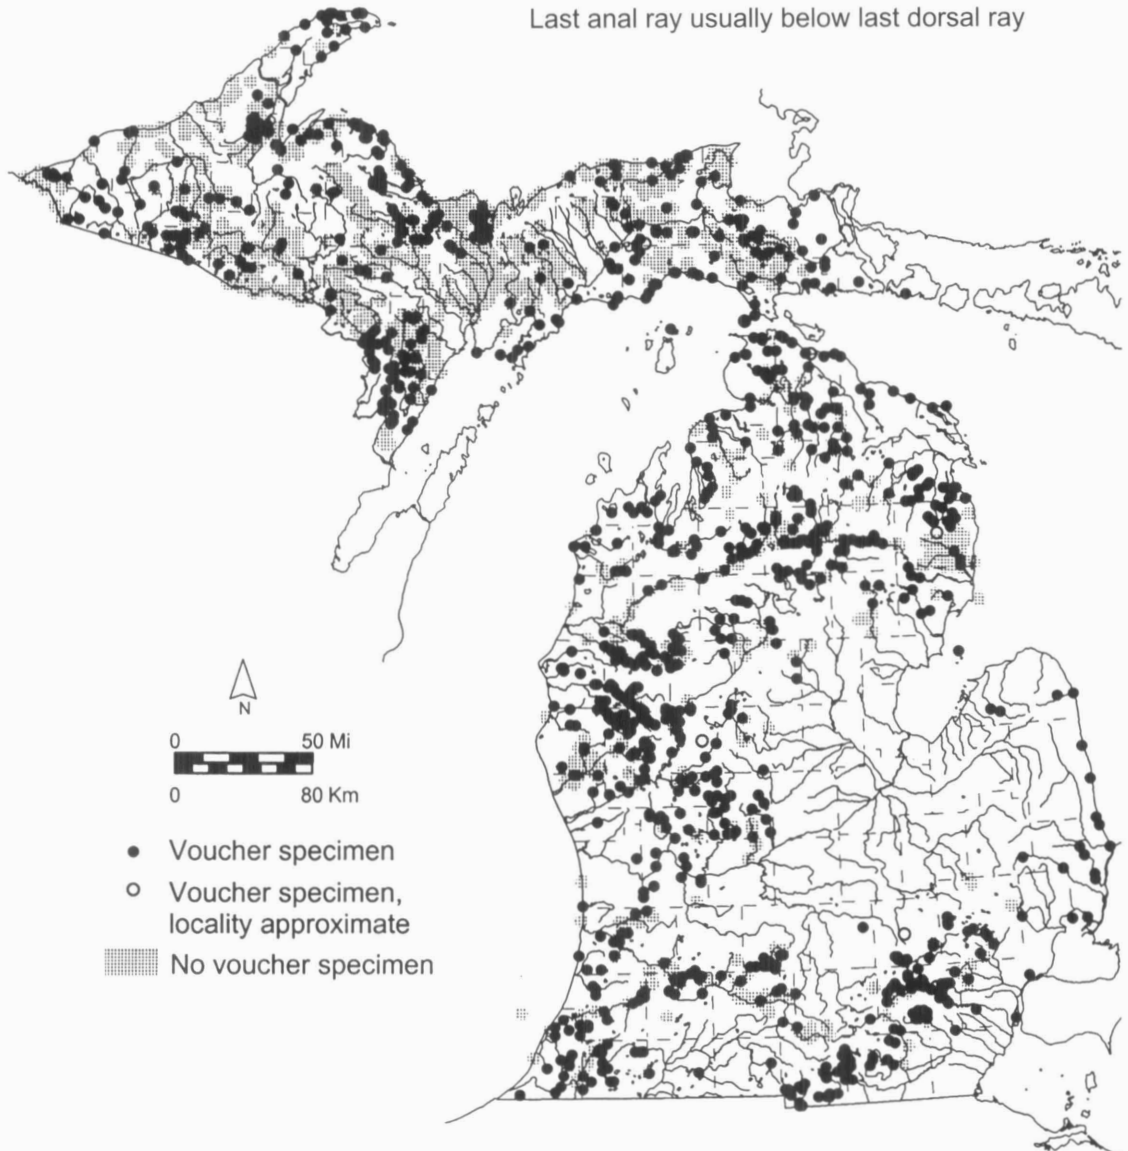 Last anal ray usually below last dorsal ray
N
0 50 Mi
0 80 Km
Voucher specimen
Voucher specimen,
locality approximate
No voucher specimen